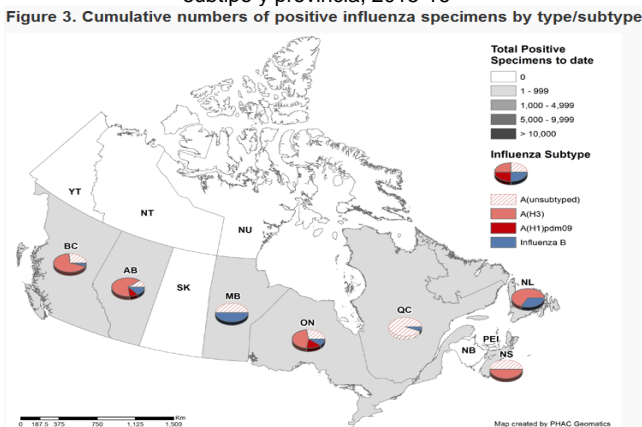 Figure 3. Cumulative numbers of positive influenza specimens by type/subtype
Total Positive
Specimens to date
0
1 - 999
1,000 - 4,999
5,000 - 9,999
> 10,000
Influenza Subtype
A(unsubtyped)
A(H3)
A(H1)pdm09
Influenza B
YT
NT
NU
BC
AB
SK
MB
ON
QC
NL
PEI
NB
NS
Km
0 187.5 375 750 1,125 1,500
Map created by PHAC Geomatics